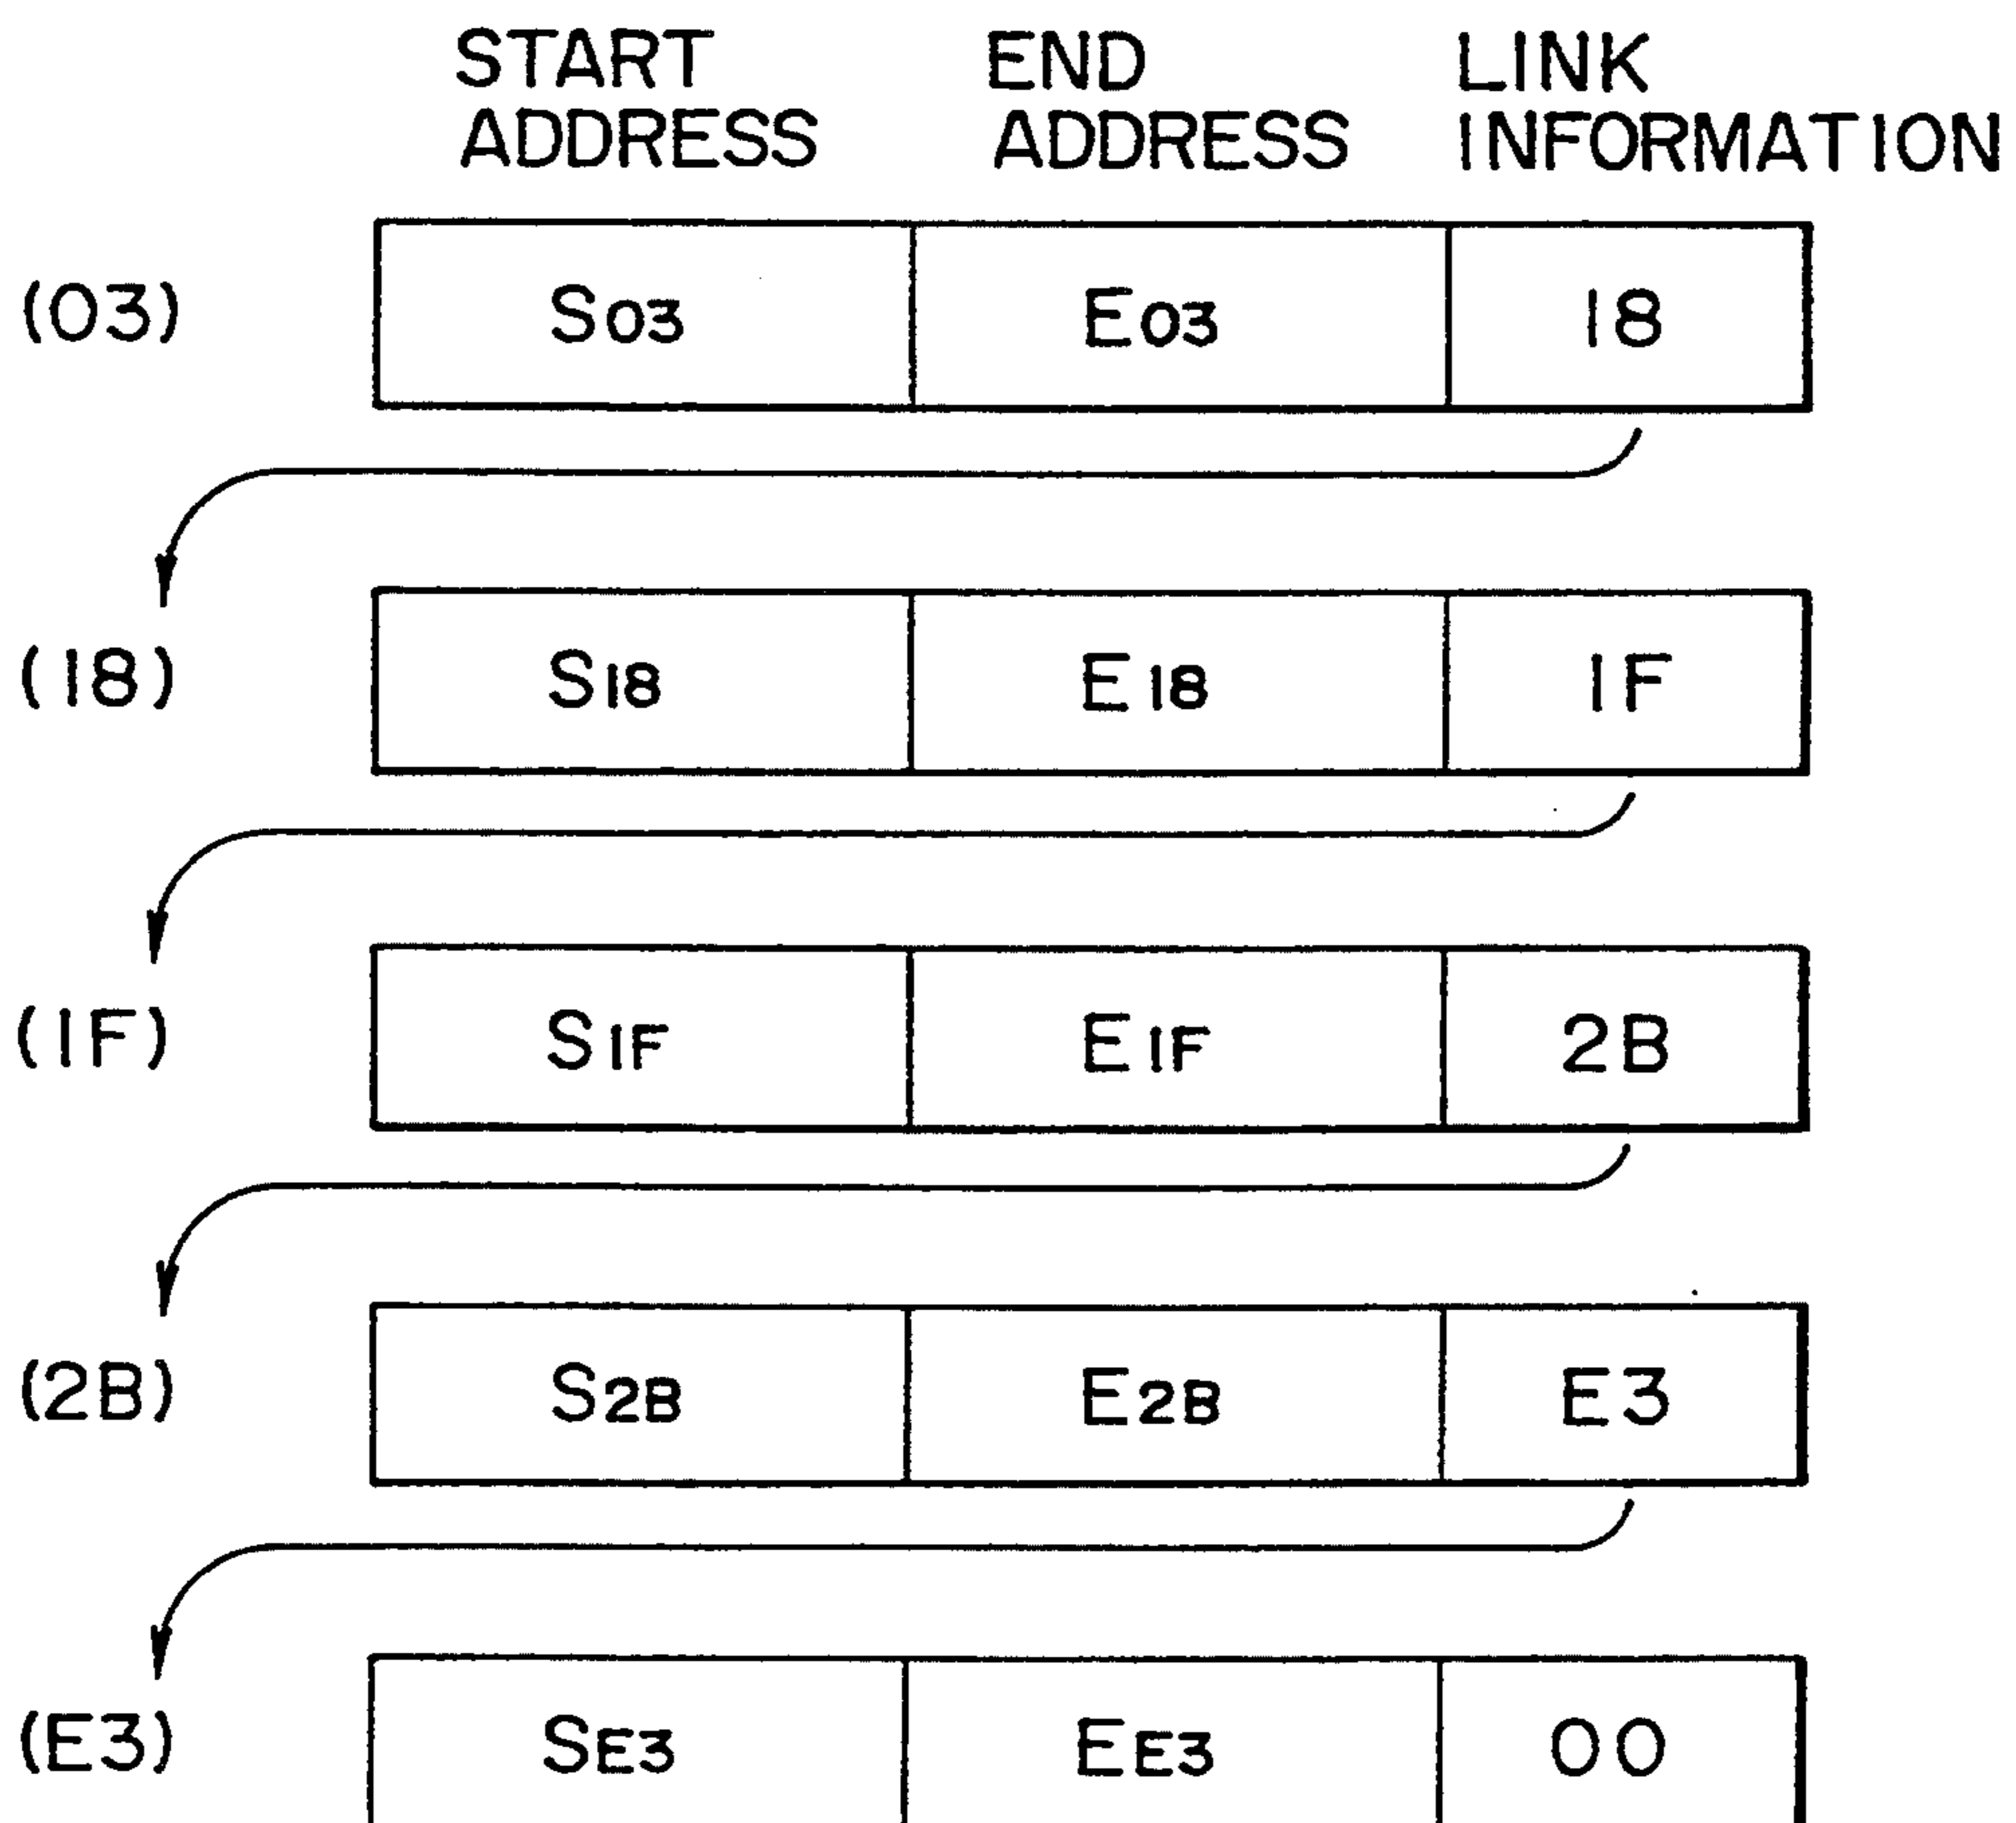 START END LINK
ADDRESS ADDRESS INFORMATION
(03) S03 E03 18
(18) S18 E18 1F
(1F) S1F E1F 2B
(2B) S2B E2B E3
(E3) SE3 EE3 00